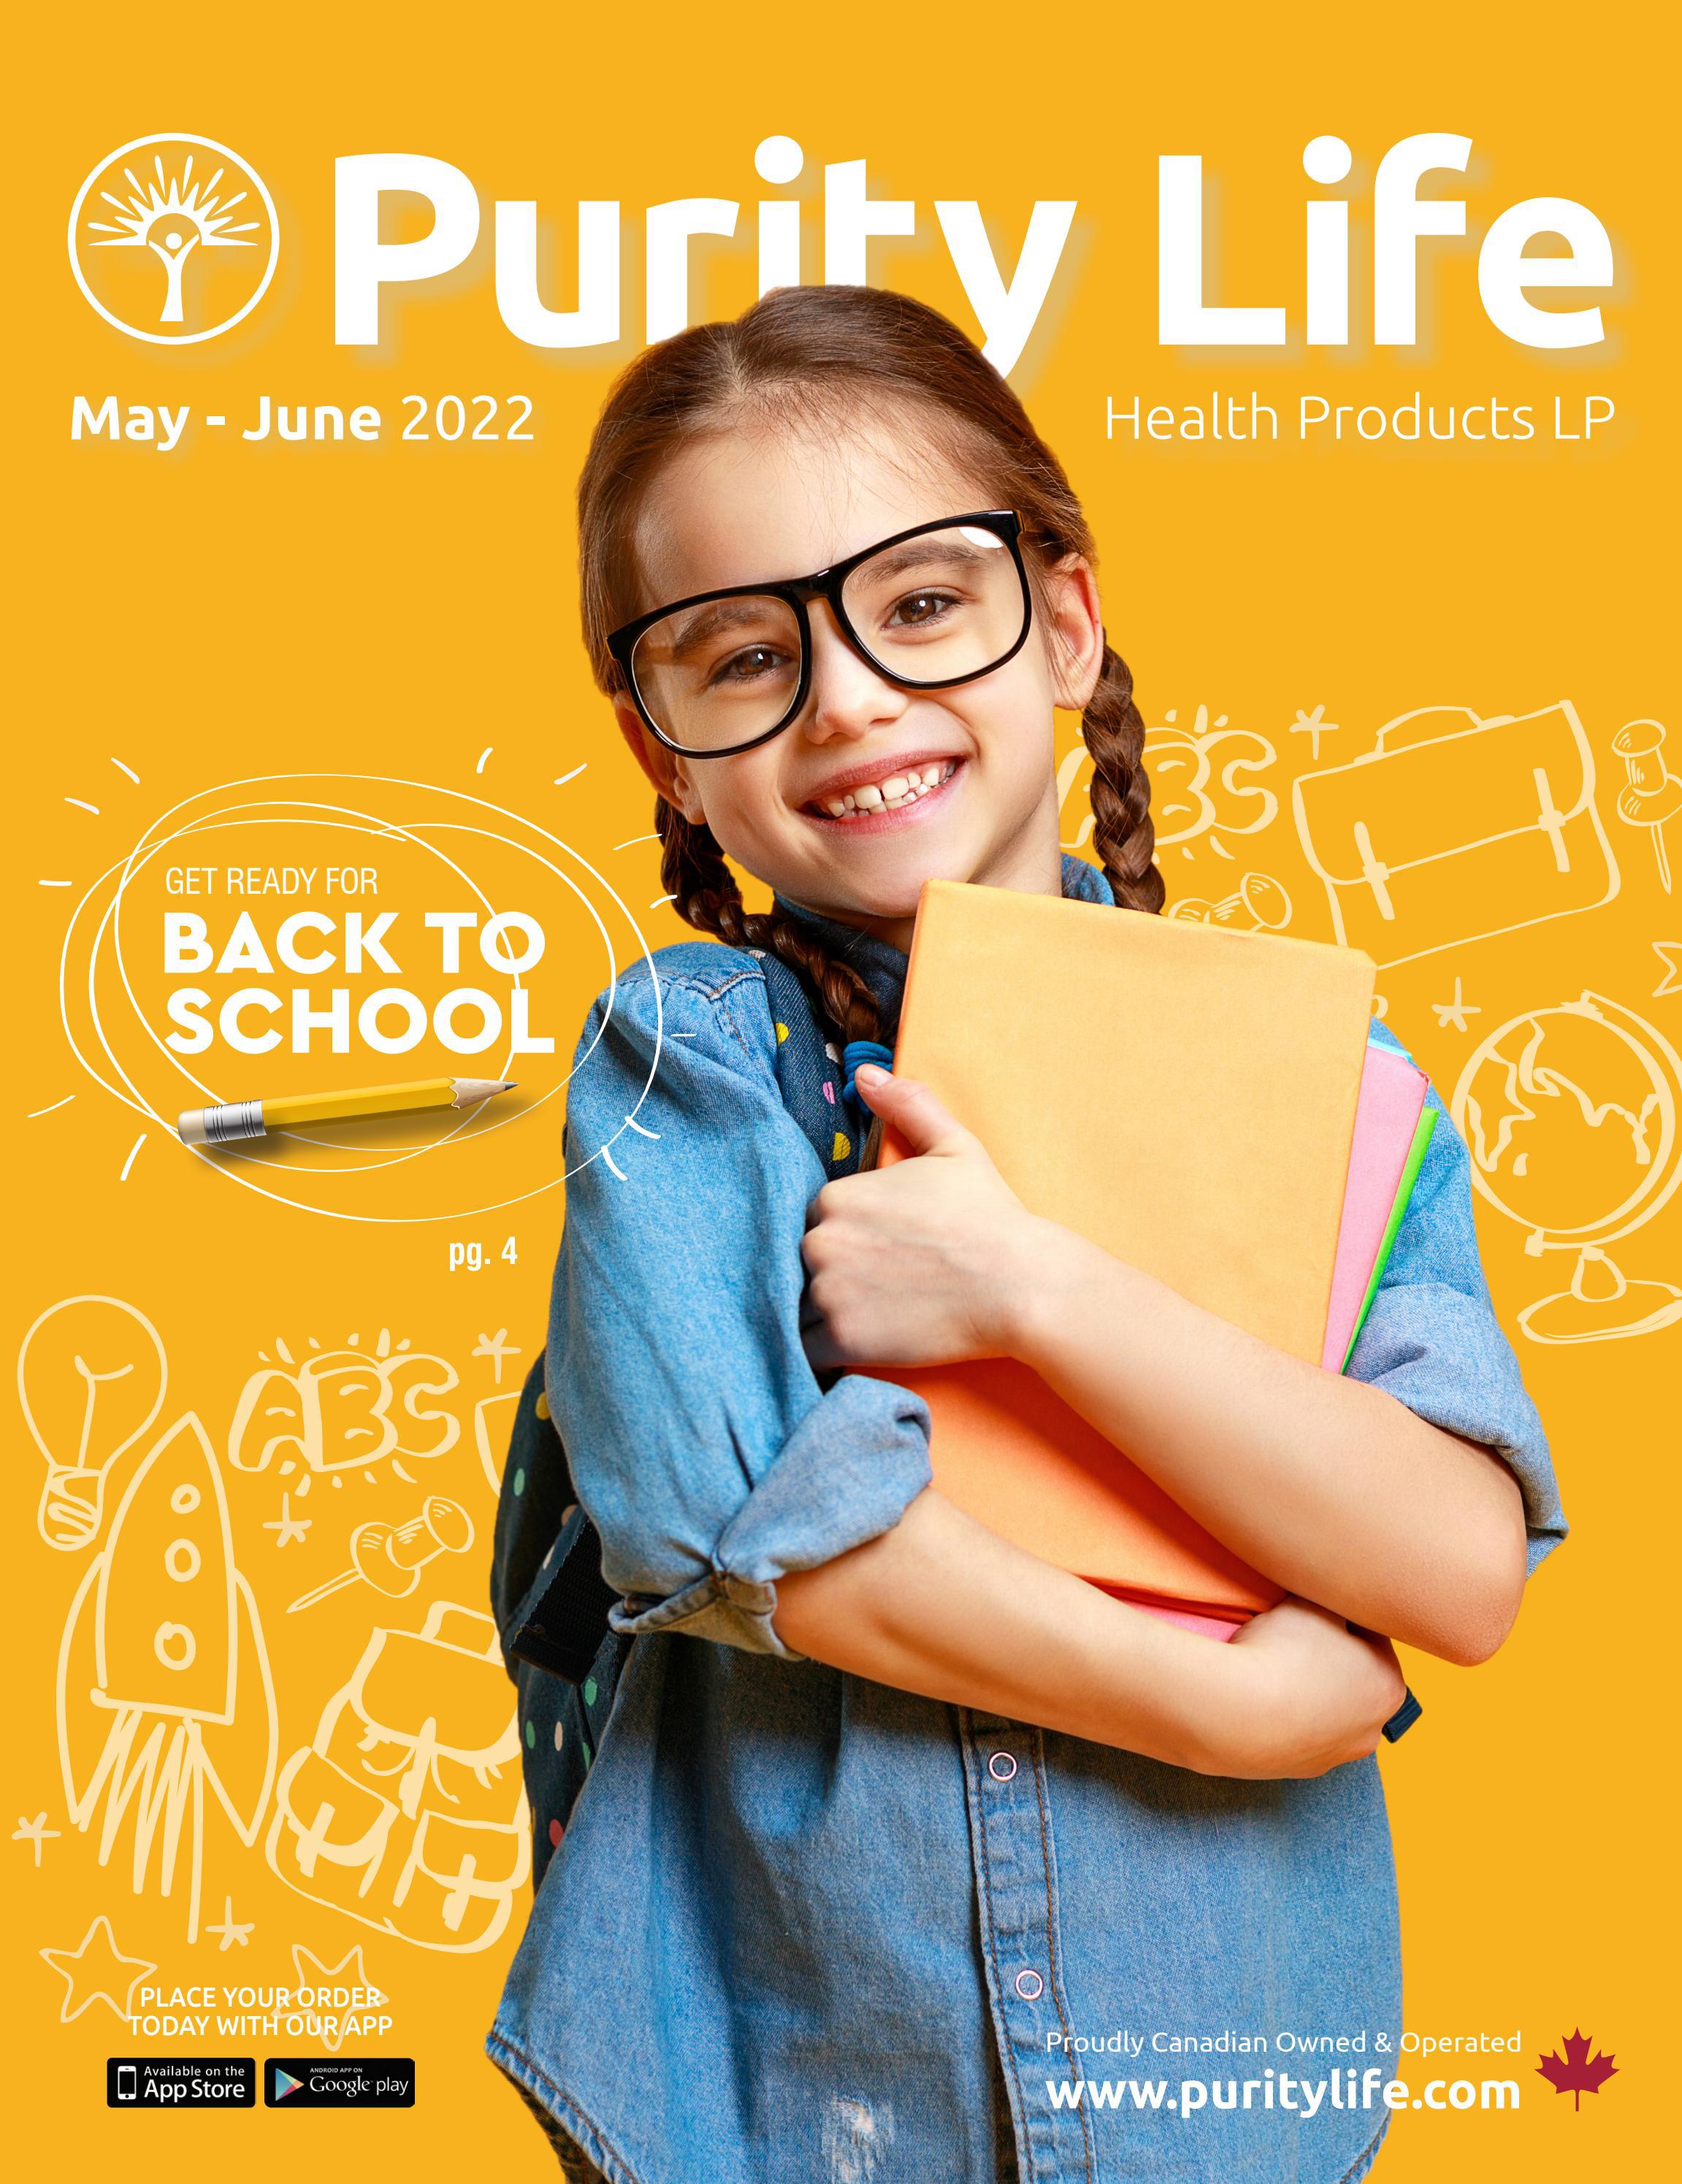 Purity Life
May - June 2022
Health Products LP
ABC
GET READY FOR
BACK TO
SCHOOL
pg. 4
ABC
PLACE YOUR ORDER
TODAY WITH OUR APP
Available on the
App Store
ANDROID APP ON
Google play
Proudly Canadian Owned & Operated
www.puritylife.com